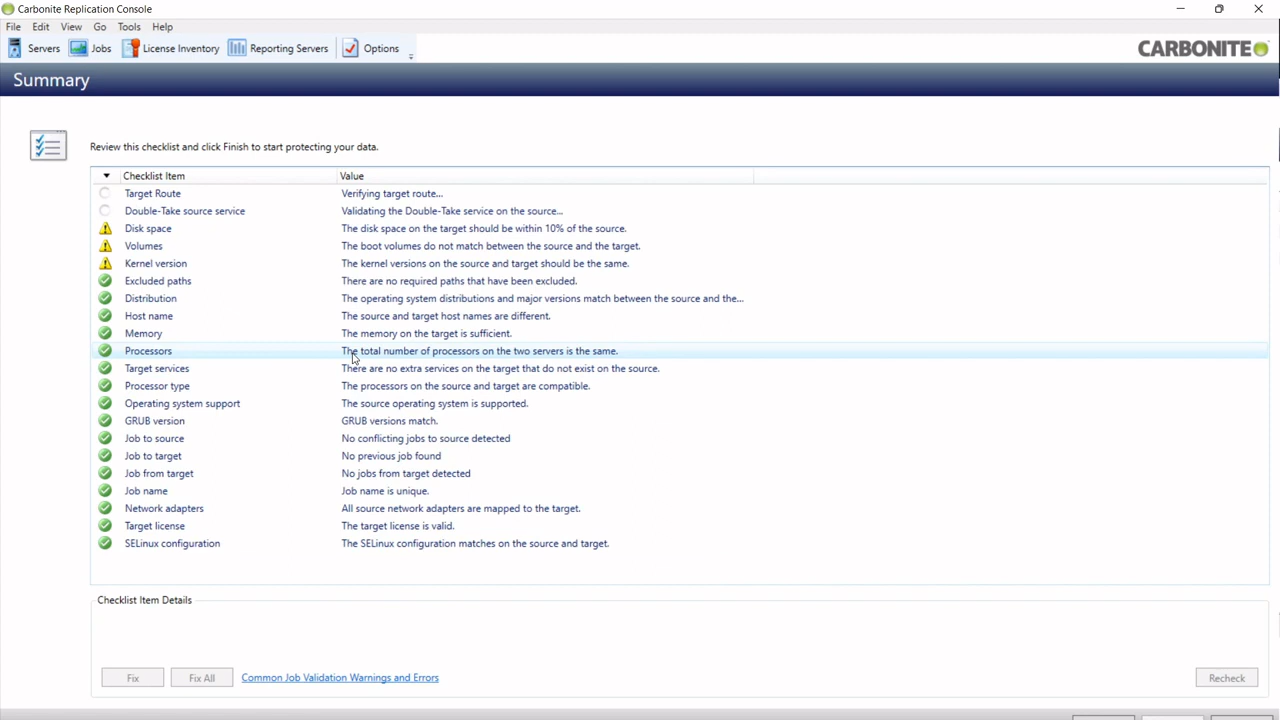 Carbonite Replication Console
File Edit View Go Tools Help
Servers Jobs License Inventory Reporting Servers Options
CARBONITE
Summary
Review this checklist and click Finish to start protecting your data.
Checklist Item Value
Target Route Verifying target route...
Double-Take source service Validating the Double-Take service on the source...
Disk space The disk space on the target should be within 10% of the source.
Volumes The boot volumes do not match between the source and the target.
Kernel version The kernel versions on the source and target should be the same.
Excluded paths There are no required paths that have been excluded.
Distribution The operating system distributions and major versions match between the source and the...
Host name The source and target host names are different.
Memory The memory on the target is sufficient.
Processors The total number of processors on the two servers is the same.
Target services There are no extra services on the target that do not exist on the source.
Processor type The processors on the source and target are compatible.
Operating system support The source operating system is supported.
GRUB version GRUB versions match.
Job to source No conflicting jobs to source detected
Job to target No previous job found
Job from target No jobs from target detected
Job name Job name is unique.
Network adapters All source network adapters are mapped to the target.
Target license The target license is valid.
SELinux configuration The SELinux configuration matches on the source and target.
Checklist Item Details
Fix Fix All Common Job Validation Warnings and Errors Recheck